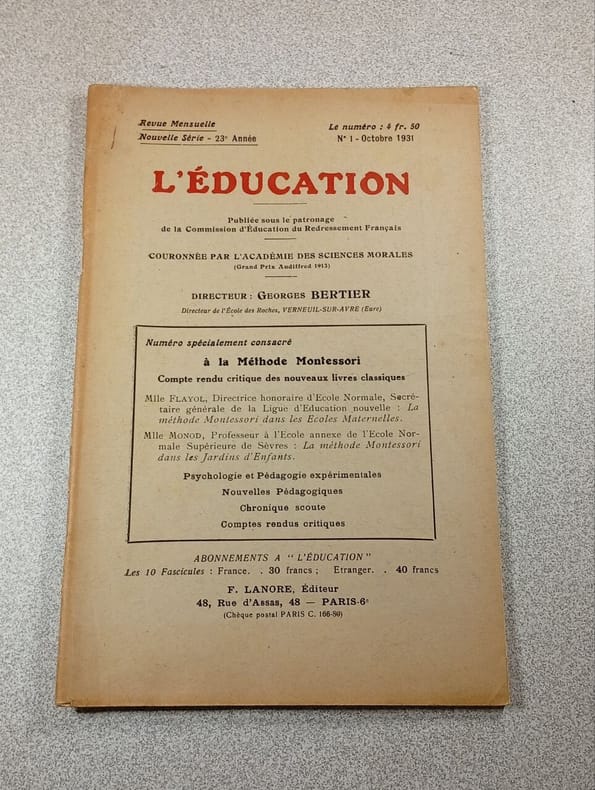 Revue Mensuelle
Nouvelle Série - 23e Année
Le numéro : 4 fr. 50
N° 1 - Octobre 1931
L'ÉDUCATION
Publiée sous le patronage
de la Commission d'Éducation du Redressement Français
COURONNÉE PAR L'ACADÉMIE DES SCIENCES MORALES
(Grand Prix Audiffred 1913)
DIRECTEUR : GEORGES BERTIER
Directeur de l'École des Roches, VERNEUIL-SUR-AVRE (Eure)
Numéro spécialement consacré
à la Méthode Montessori
Compte rendu critique des nouveaux livres classiques
Mlle FLAYOL, Directrice honoraire d'Ecole Normale, Secré-
taire générale de la Ligue d'Education nouvelle : La
méthode Montessori dans les Ecoles Maternelles.
Mlle MONOD, Professeur à l'Ecole annexe de l'Ecole Nor-
male Supérieure de Sèvres : La méthode Montessori
dans les Jardins d'Enfants.
Psychologie et Pédagogie expérimentales
Nouvelles Pédagogiques
Chronique scoute
Comptes rendus critiques
ABONNEMENTS A " L'ÉDUCATION "
Les 10 Fascicules : France. . 30 francs ; Etranger. . 40 francs
F. LANORE, Éditeur
48, Rue d'Assas, 48 — PARIS-6e
(Chèque postal PARIS C. 166-80)